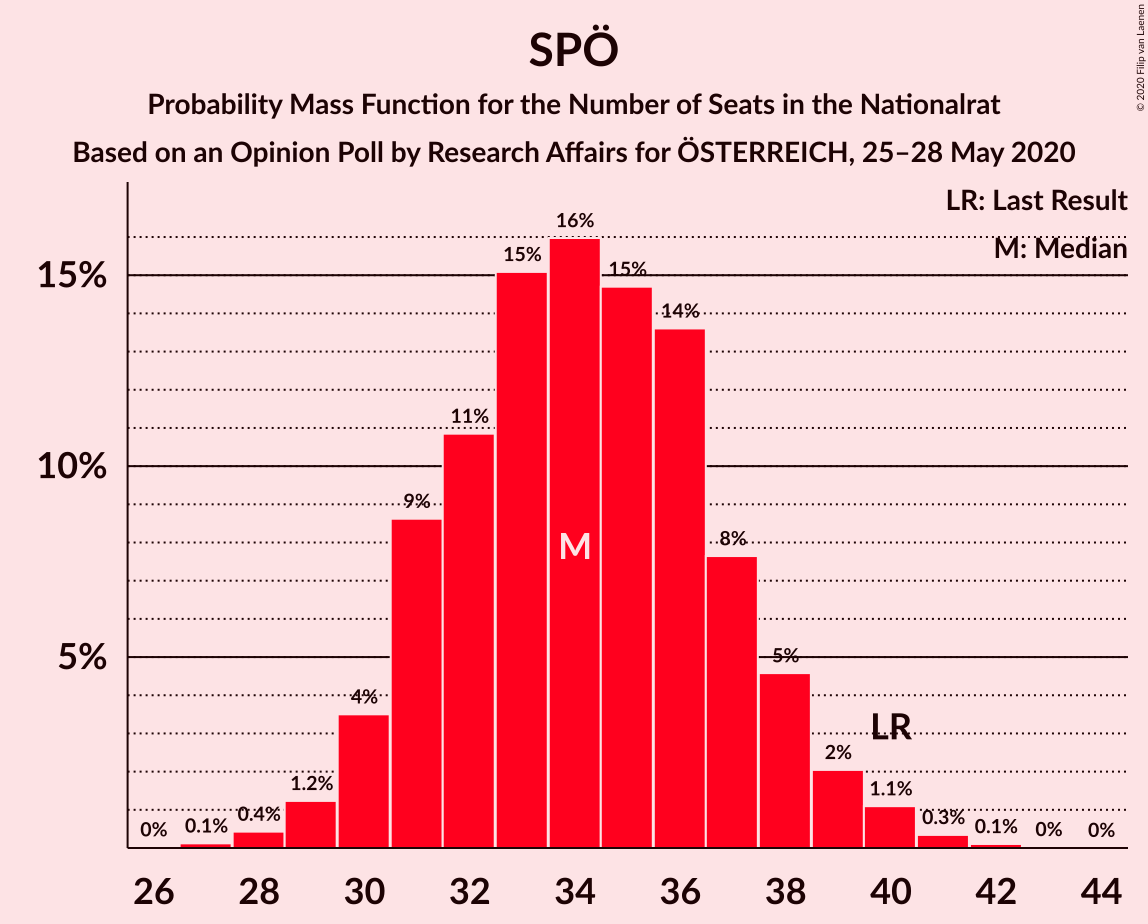 SPÖ
Probability Mass Function for the Number of Seats in the Nationalrat
Based on an Opinion Poll by Research Affairs for ÖSTERREICH, 25–28 May 2020
© 2020 Filip van Laenen
LR: Last Result
M: Median
15%
10%
5%
0%
0.1%
0.4%
1.2%
4%
9%
11%
15%
16%
15%
14%
8%
5%
2%
1.1%
0.3%
0.1%
0%
0%
M
LR
26 28 30 32 34 36 38 40 42 44